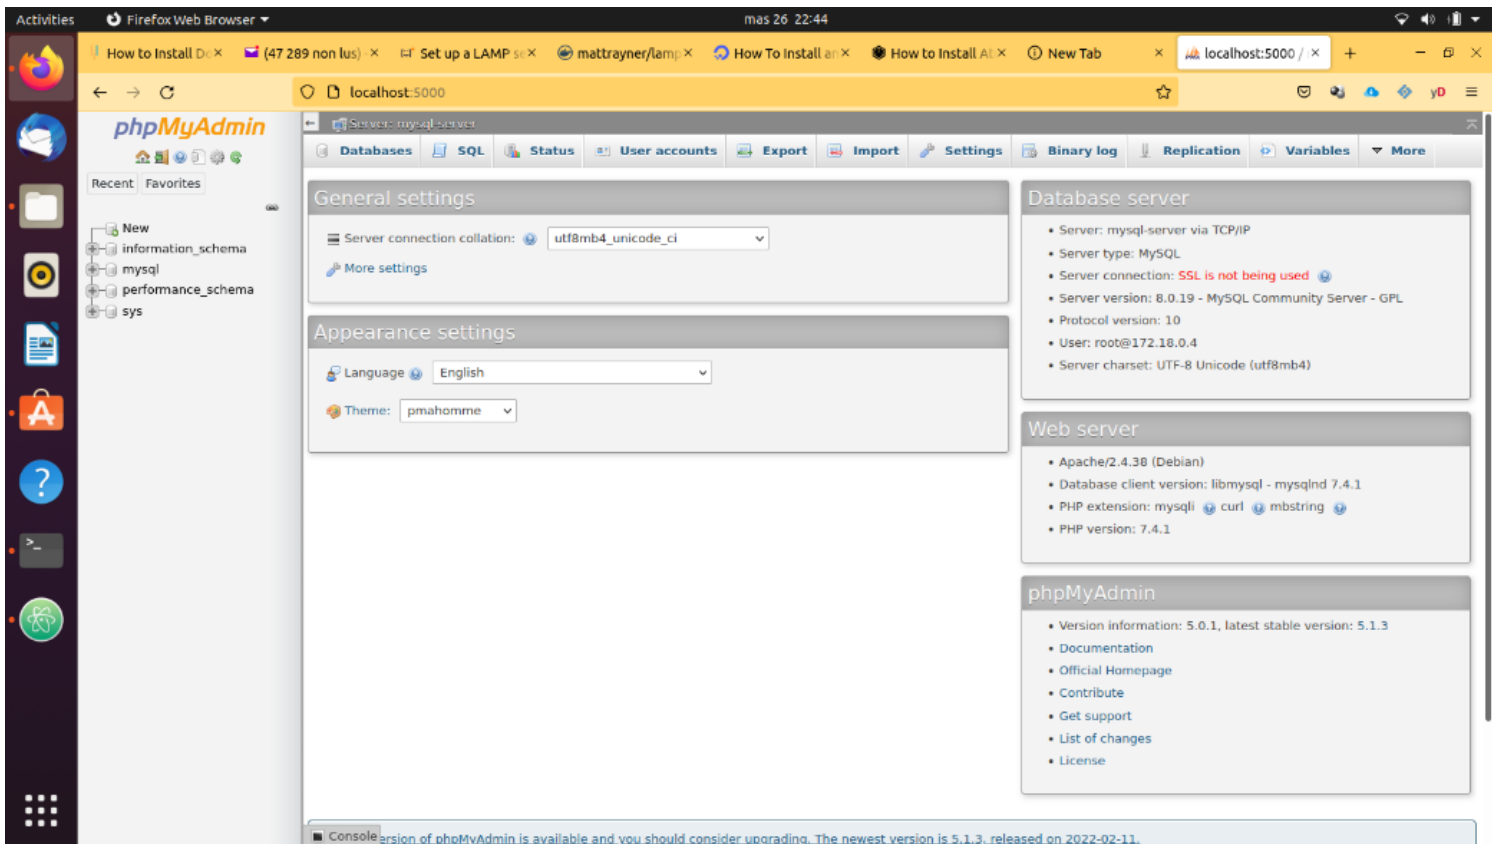 Activities Firefox Web Browser mas 26 22:44
How to Install Do (47 289 non lus) - Set up a LAMP se mattrayner/lamp How To Install an How to Install At New Tab localhost:5000 /
localhost:5000
phpMyAdmin
Recent Favorites
New
information_schema
mysql
performance_schema
sys
Server: mysql-server
Databases SQL Status User accounts Export Import Settings Binary log Replication Variables More
General settings
Server connection collation: utf8mb4_unicode_ci
More settings
Appearance settings
Language English
Theme: pmahomme
Database server
Server: mysql-server via TCP/IP
Server type: MySQL
Server connection: SSL is not being used
Server version: 8.0.19 - MySQL Community Server - GPL
Protocol version: 10
User: root@172.18.0.4
Server charset: UTF-8 Unicode (utf8mb4)
Web server
Apache/2.4.38 (Debian)
Database client version: libmysql - mysqlnd 7.4.1
PHP extension: mysqli curl mbstring
PHP version: 7.4.1
phpMyAdmin
Version information: 5.0.1, latest stable version: 5.1.3
Documentation
Official Homepage
Contribute
Get support
List of changes
License
Console
ersion of phpMyAdmin is available and you should consider upgrading. The newest version is 5.1.3, released on 2022-02-11.